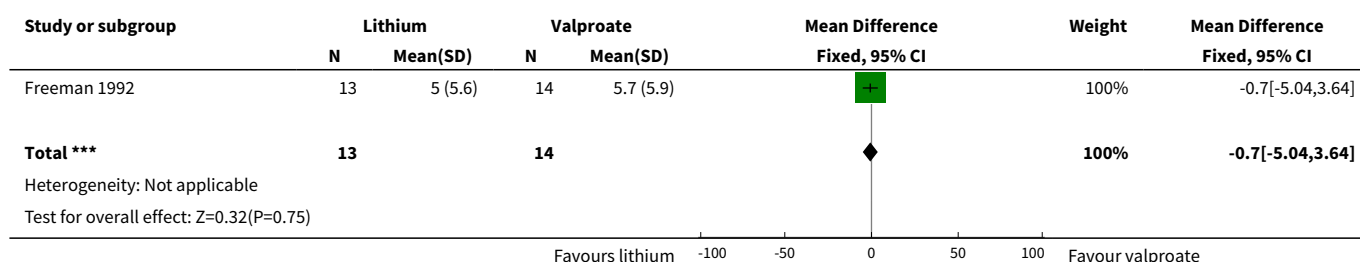 Study or subgroup Lithium Valproate Mean Difference Weight Mean Difference
N Mean(SD) N Mean(SD) Fixed, 95% CI Fixed, 95% CI
Freeman 1992 13 5 (5.6) 14 5.7 (5.9) 100% -0.7[-5.04,3.64]
Total *** 13 14 100% -0.7[-5.04,3.64]
Heterogeneity: Not applicable
Test for overall effect: Z=0.32(P=0.75)
Favours lithium -100 -50 0 50 100 Favour valproate